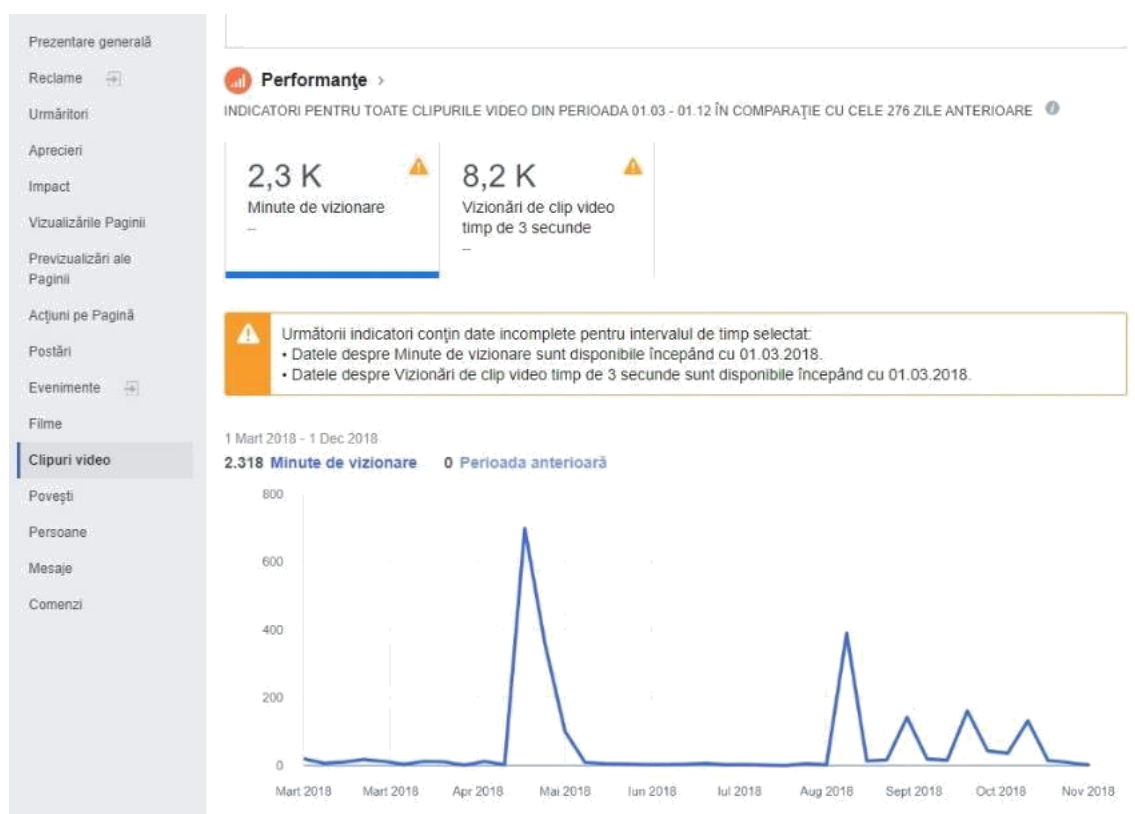 Prezentare generală
Reclame
Următori
Aprecieri
Impact
Vizualizările Paginii
Previzualizări ale
Paginii
Acțiuni pe Pagină
Postări
Evenimente
Filme
Clipuri video
Povești
Persoane
Mesaje
Comenzi
Performanţe >
INDICATORI PENTRU TOATE CLIPURILE VIDEO DIN PERIOADA 01.03 - 01.12 ÎN COMPARAŢIE CU CELE 276 ZILE ANTERIOARE
2,3 K
Minute de vizionare
--
8,2 K
Vizionări de clip video
timp de 3 secunde
--
Următorii indicatori conţin date incomplete pentru intervalul de timp selectat:
• Datele despre Minute de vizionare sunt disponibile începând cu 01.03.2018.
• Datele despre Vizionări de clip video timp de 3 secunde sunt disponibile începând cu 01.03.2018.
1 Mart 2018 - 1 Dec 2018
2.318 Minute de vizionare 0 Perioada anterioară
800
600
400
200
0
Mart 2018 Mart 2018 Apr 2018 Mai 2018 Iun 2018 Iul 2018 Aug 2018 Sept 2018 Oct 2018 Nov 2018